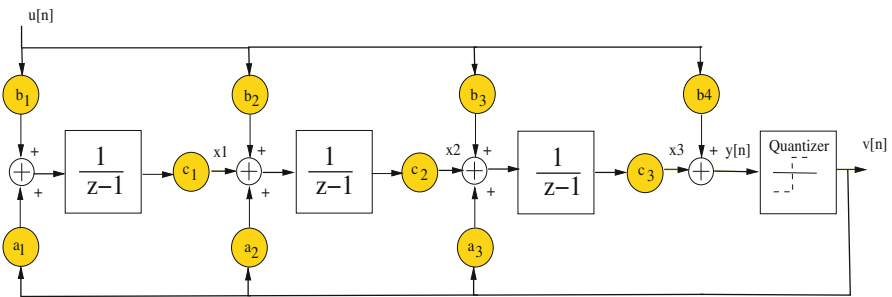 u[n]
b1
b2
b3
b4
+
+
+
+
+
+
+
+
+
+
+
1
z−1
c1
x1
1
z−1
c2
x2
1
z−1
c3
x3
y[n]
Quantizer
v[n]
a1
a2
a3